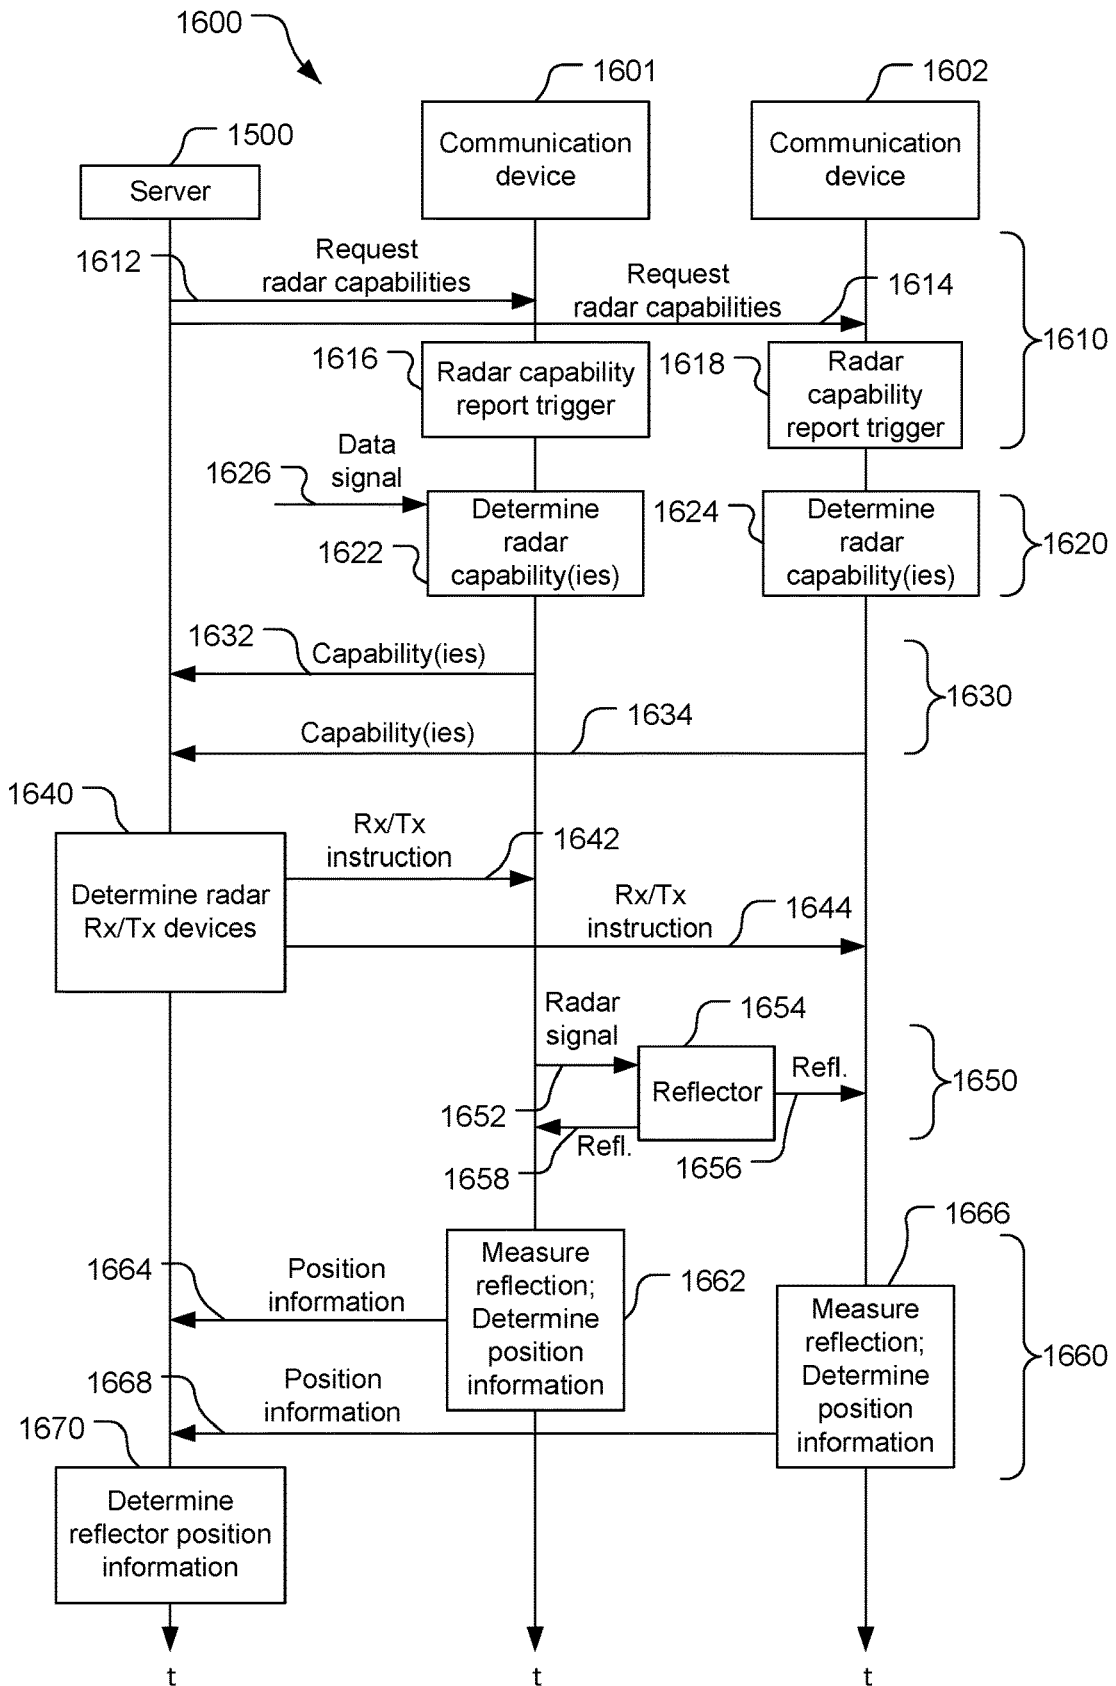 1600
1601
1602
1500
Communication
device
Communication
device
Server
1612
Request
radar capabilities
Request
radar capabilities
1614
1610
1616
Radar capability
report trigger
1618
Radar
capability
report trigger
1626
Data
signal
1622
Determine
radar
capability(ies)
1624
Determine
radar
capability(ies)
1620
1632
Capability(ies)
1634
Capability(ies)
1630
1640
Determine radar
Rx/Tx devices
Rx/Tx
instruction
1642
Rx/Tx
instruction
1644
Radar
signal
1654
Reflector
Refl.
1650
1652
Refl.
1658
1656
1666
1664
Position
information
Measure
reflection;
Determine
position
information
1662
Measure
reflection;
Determine
position
information
1660
1668
Position
information
1670
Determine
reflector position
information
t
t
t